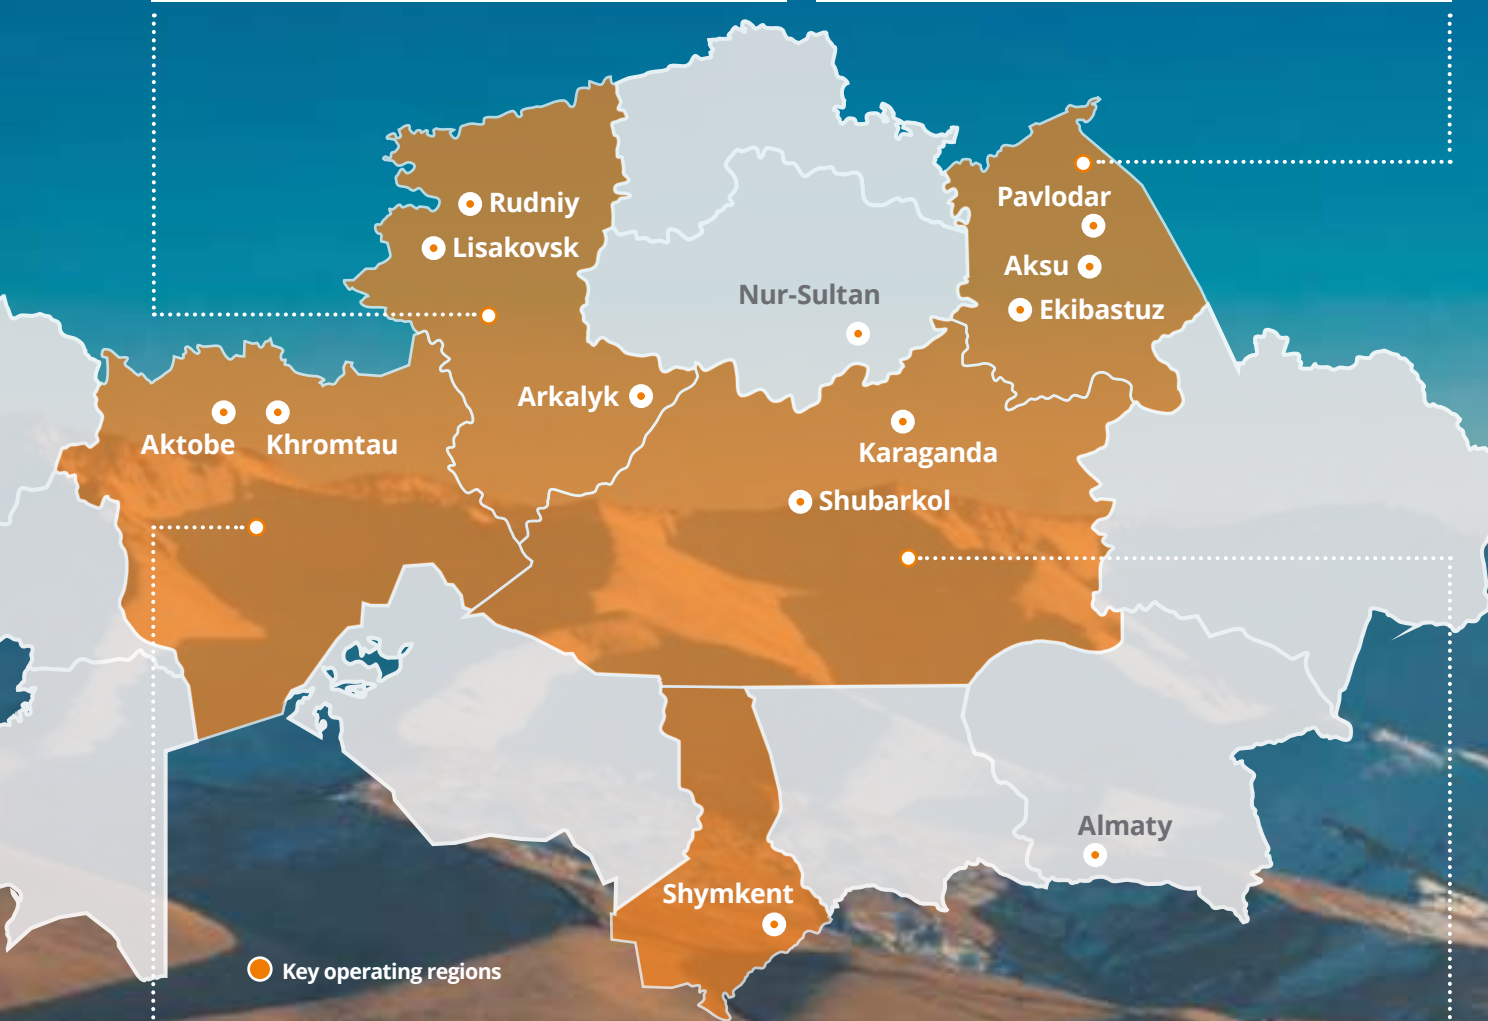 Rudniy
Lisakovsk
Pavlodar
Aksu
Ekibastuz
Nur-Sultan
Arkalyk
Aktobe
Khromtau
Karaganda
Shubarkol
Almaty
Shymkent
Key operating regions